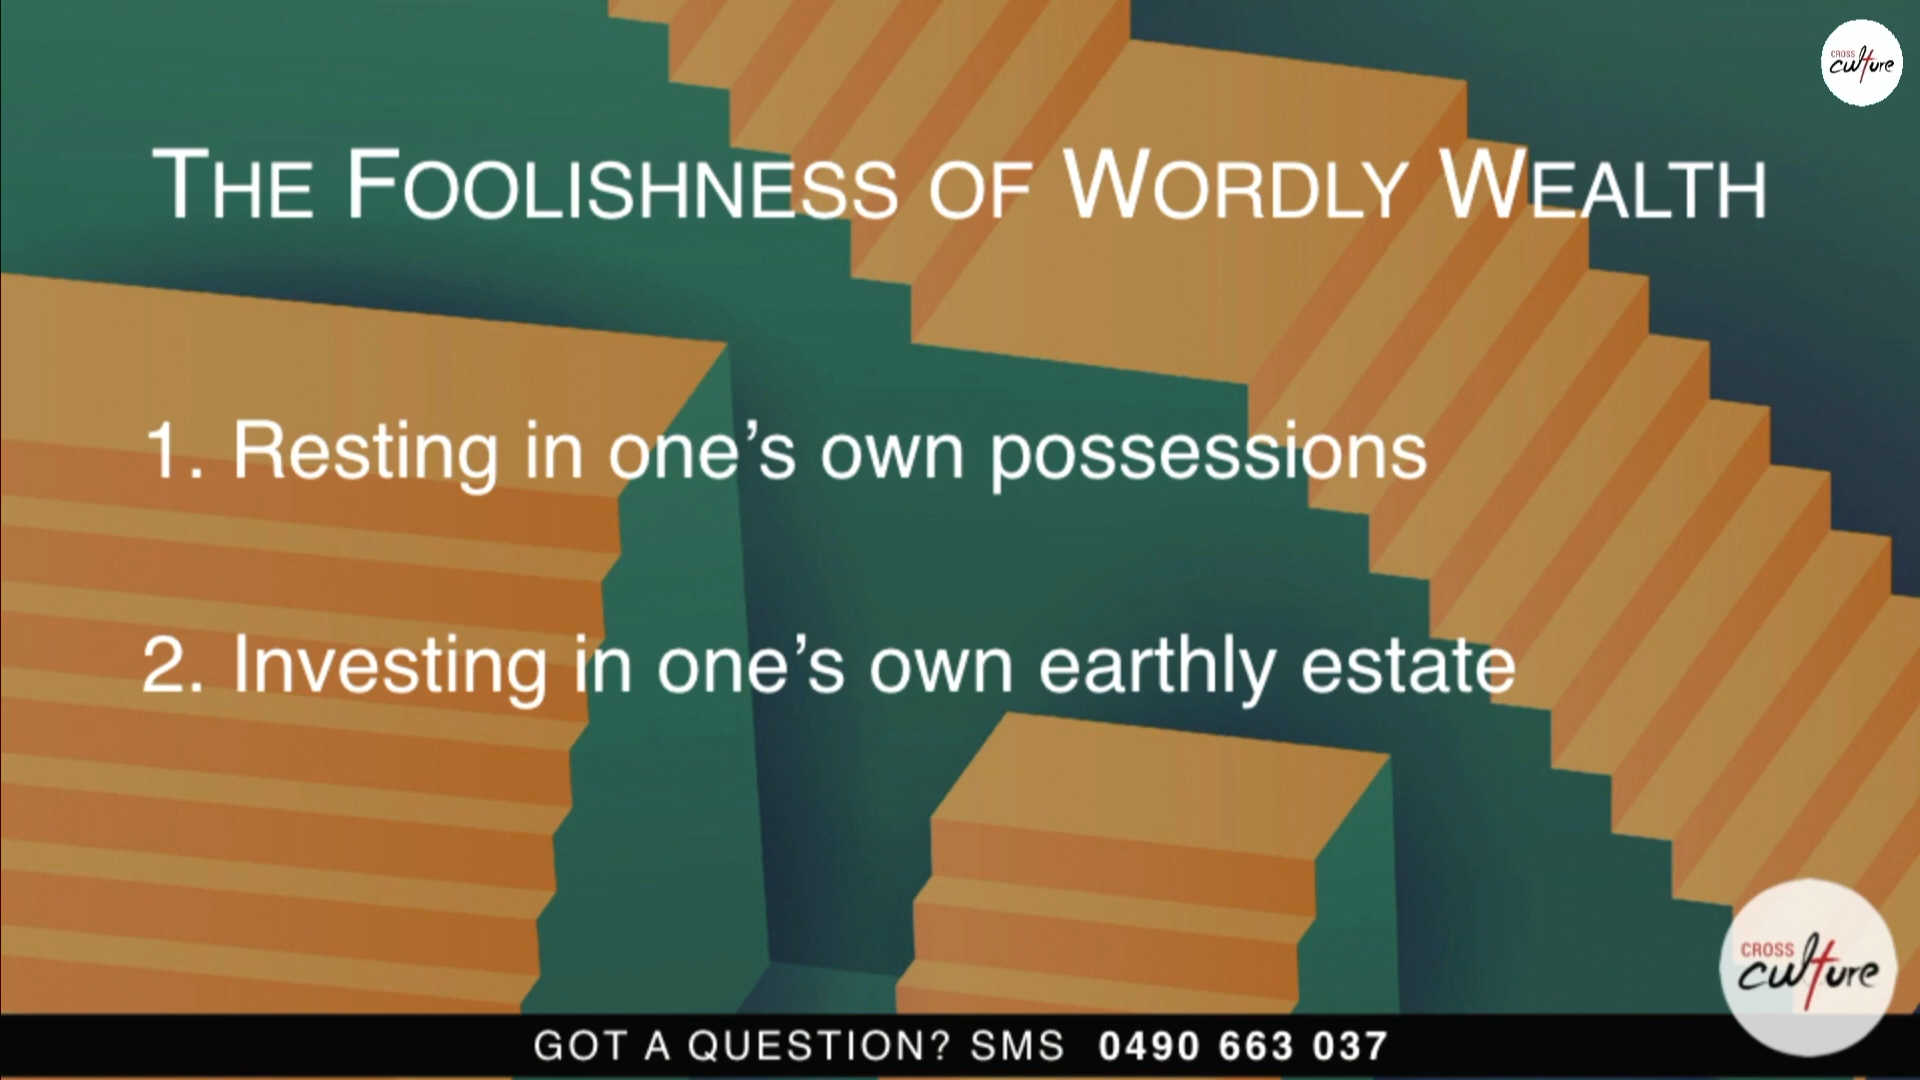 CROSS
culture
THE FOOLISHNESS OF WORDLY WEALTH
1. Resting in one’s own possessions
2. Investing in one’s own earthly estate
CROSS
culture
GOT A QUESTION? SMS 0490 663 037